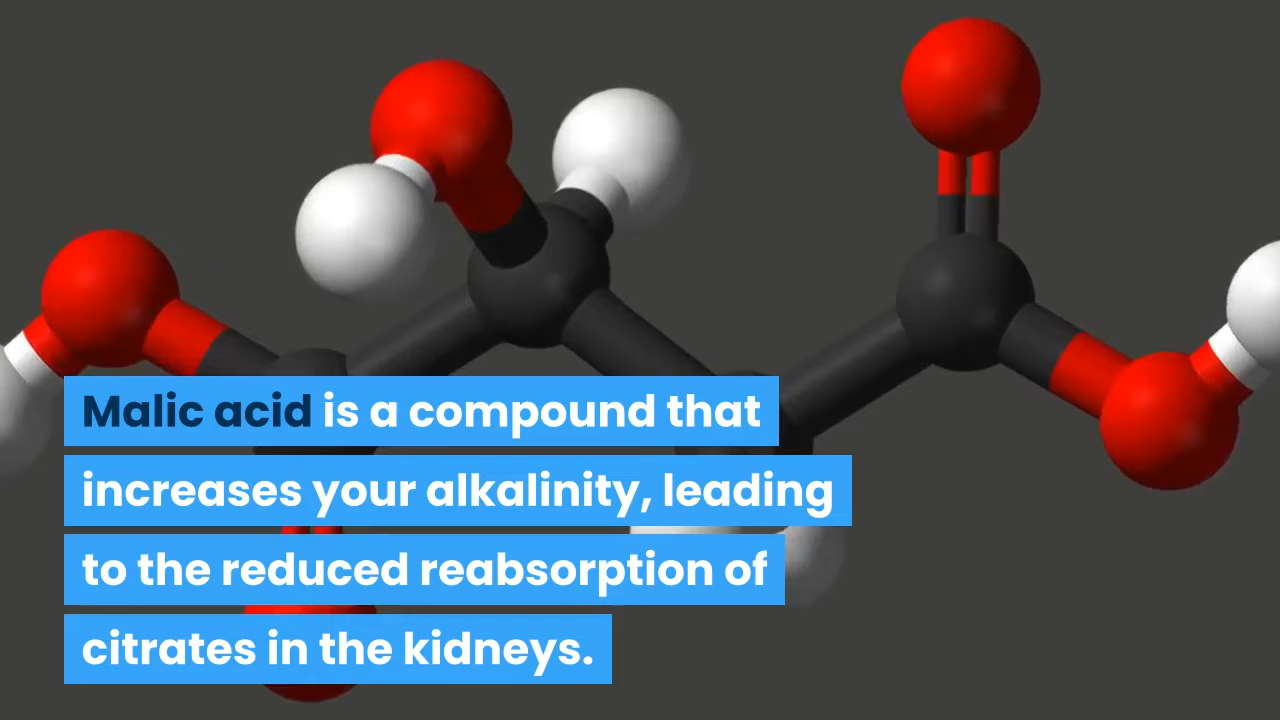 Malic acid is a compound that
increases your alkalinity, leading
to the reduced reabsorption of
citrates in the kidneys.